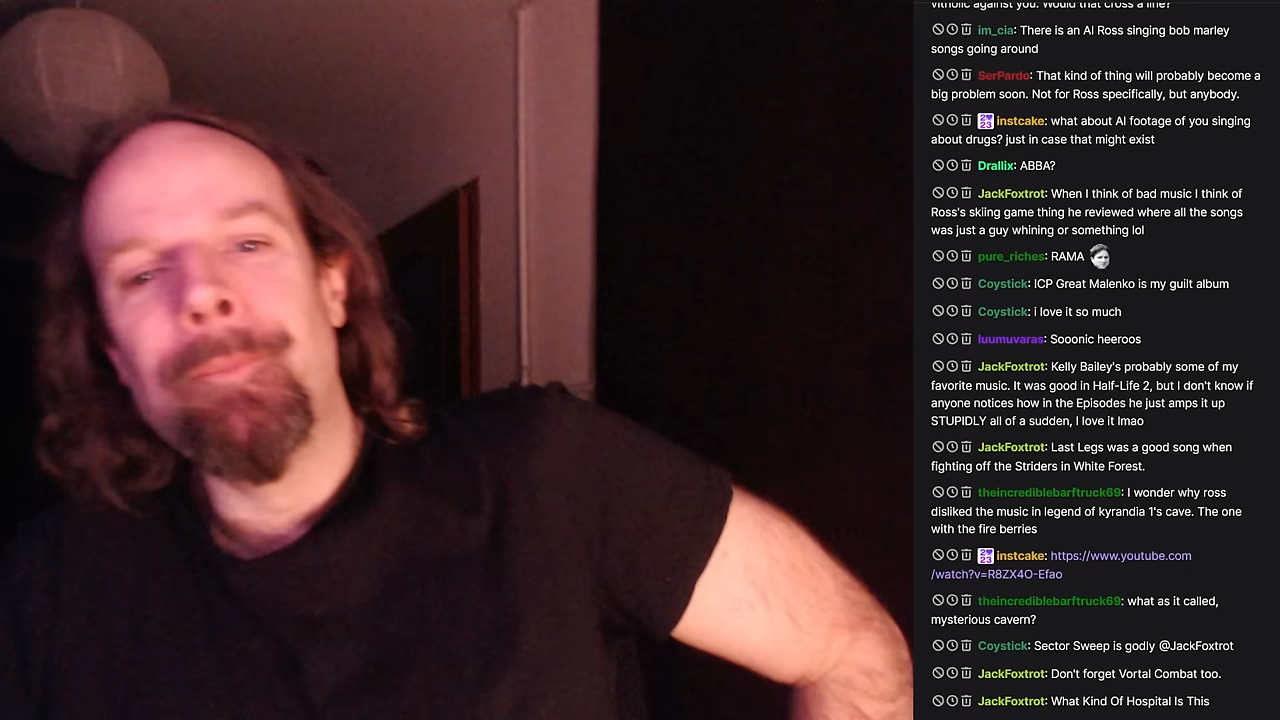 vitriolic against you. Would that cross a line?
im_cia: There is an AI Ross singing bob marley
songs going around
SerPardo: That kind of thing will probably become a
big problem soon. Not for Ross specifically, but anybody.
instcake: what about AI footage of you singing
about drugs? just in case that might exist
Drallix: ABBA?
JackFoxtrot: When I think of bad music I think of
Ross's skiing game thing he reviewed where all the songs
was just a guy whining or something lol
pure_riches: RAMA
Coystick: ICP Great Malenko is my guilt album
Coystick: i love it so much
luumuvaras: Sooonic heeroos
JackFoxtrot: Kelly Bailey's probably some of my
favorite music. It was good in Half-Life 2, but I don't know if
anyone notices how in the Episodes he just amps it up
STUPIDLY all of a sudden, I love it lmao
JackFoxtrot: Last Legs was a good song when
fighting off the Striders in White Forest.
theincrediblebarftruck69: I wonder why ross
disliked the music in legend of kyrandia 1's cave. The one
with the fire berries
instcake: https://www.youtube.com
/watch?v=R8ZX4O-Efao
theincrediblebarftruck69: what as it called,
mysterious cavern?
Coystick: Sector Sweep is godly @JackFoxtrot
JackFoxtrot: Don't forget Vortal Combat too.
JackFoxtrot: What Kind Of Hospital Is This